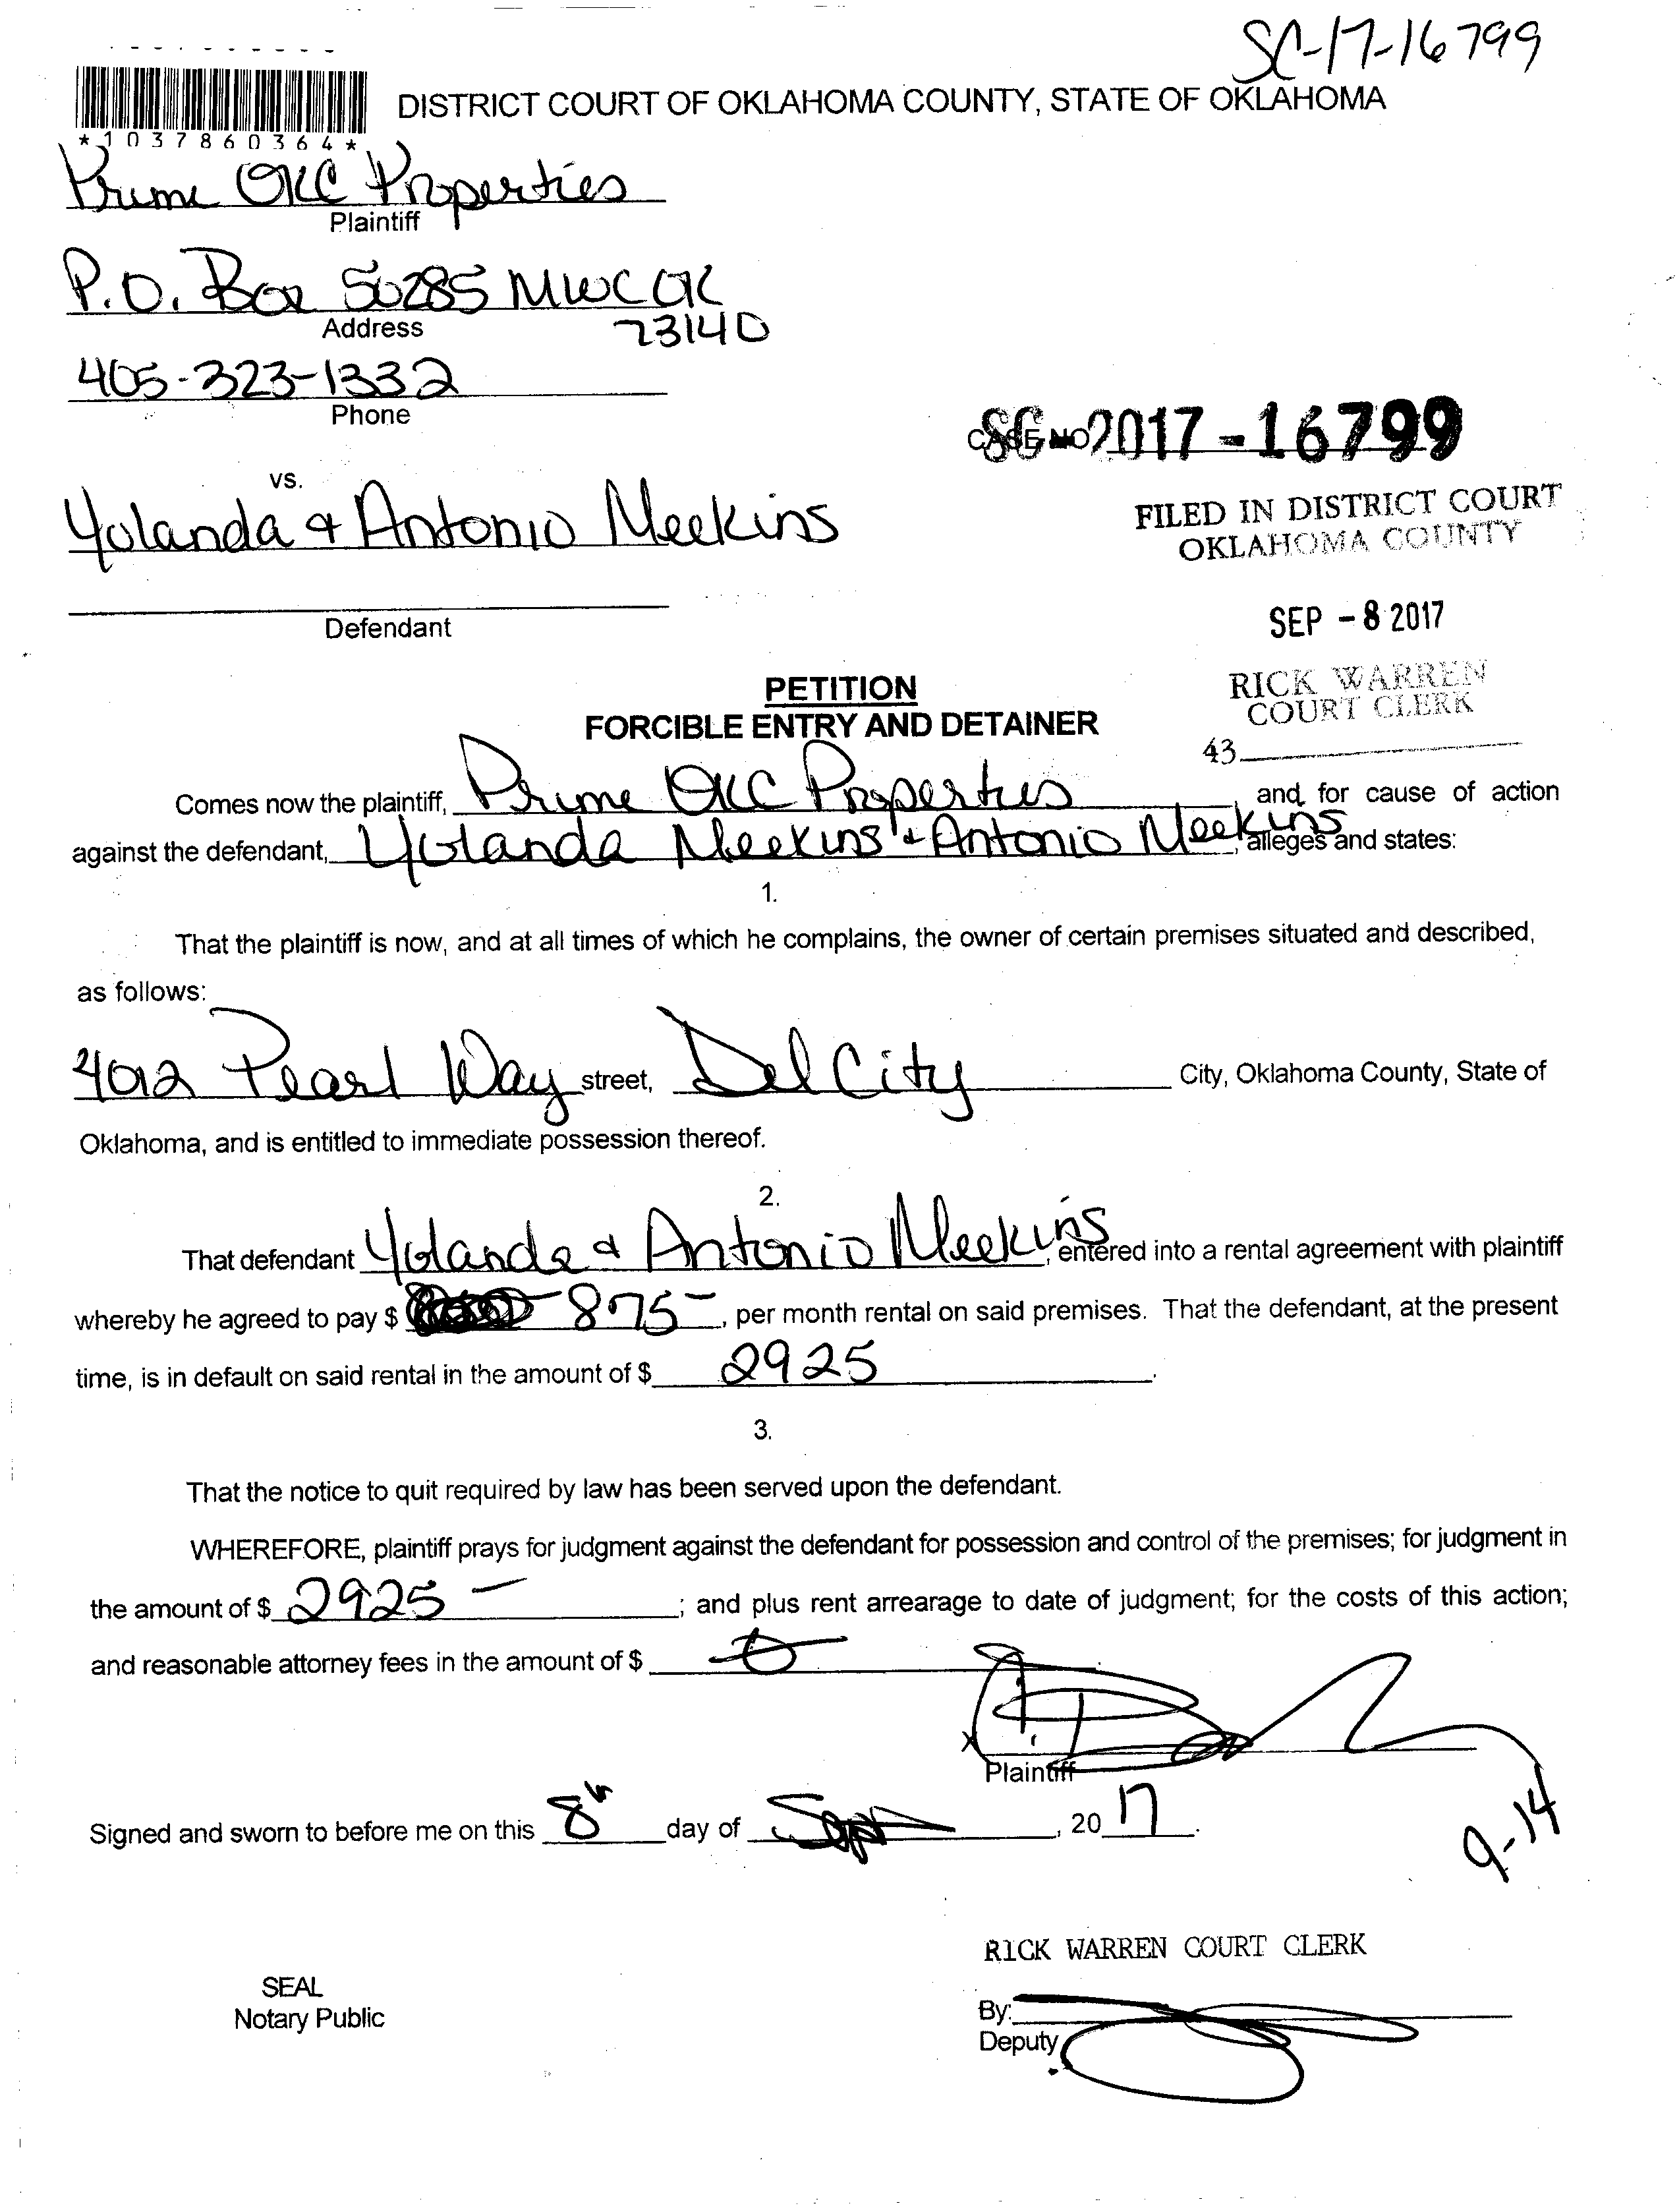 SC-17-16799
DISTRICT COURT OF OKLAHOMA COUNTY, STATE OF OKLAHOMA
*1037860364*
Prime OKC Properties
Plaintiff
P.O. Box 50285 MWC OK
Address 73140
405-323-1332
Phone
CASE NO. SC-2017-16799
vs.
Yolanda & Antonio Meekins
FILED IN DISTRICT COURT
OKLAHOMA COUNTY
Defendant
SEP -8 2017
PETITION
FORCIBLE ENTRY AND DETAINER
RICK WARREN
COURT CLERK
43
Comes now the plaintiff, Prime OKC Properties and, for cause of action
against the defendant, Yolanda Meekins & Antonio Meekins, alleges and states:
1.
That the plaintiff is now, and at all times of which he complains, the owner of certain premises situated and described,
as follows:
4012 Pearl Way street, Del City City, Oklahoma County, State of
Oklahoma, and is entitled to immediate possession thereof.
2.
That defendant Yolanda & Antonio Meekins, entered into a rental agreement with plaintiff
whereby he agreed to pay $ 875-, per month rental on said premises. That the defendant, at the present
time, is in default on said rental in the amount of $ 2925.
3.
That the notice to quit required by law has been served upon the defendant.
WHEREFORE, plaintiff prays for judgment against the defendant for possession and control of the premises; for judgment in
the amount of $ 2925-; and plus rent arrearage to date of judgment; for the costs of this action;
and reasonable attorney fees in the amount of $ 0
X
Plaintiff
Signed and sworn to before me on this 8th day of Sept, 2017.
9-14
RICK WARREN COURT CLERK
SEAL
Notary Public
By:
Deputy